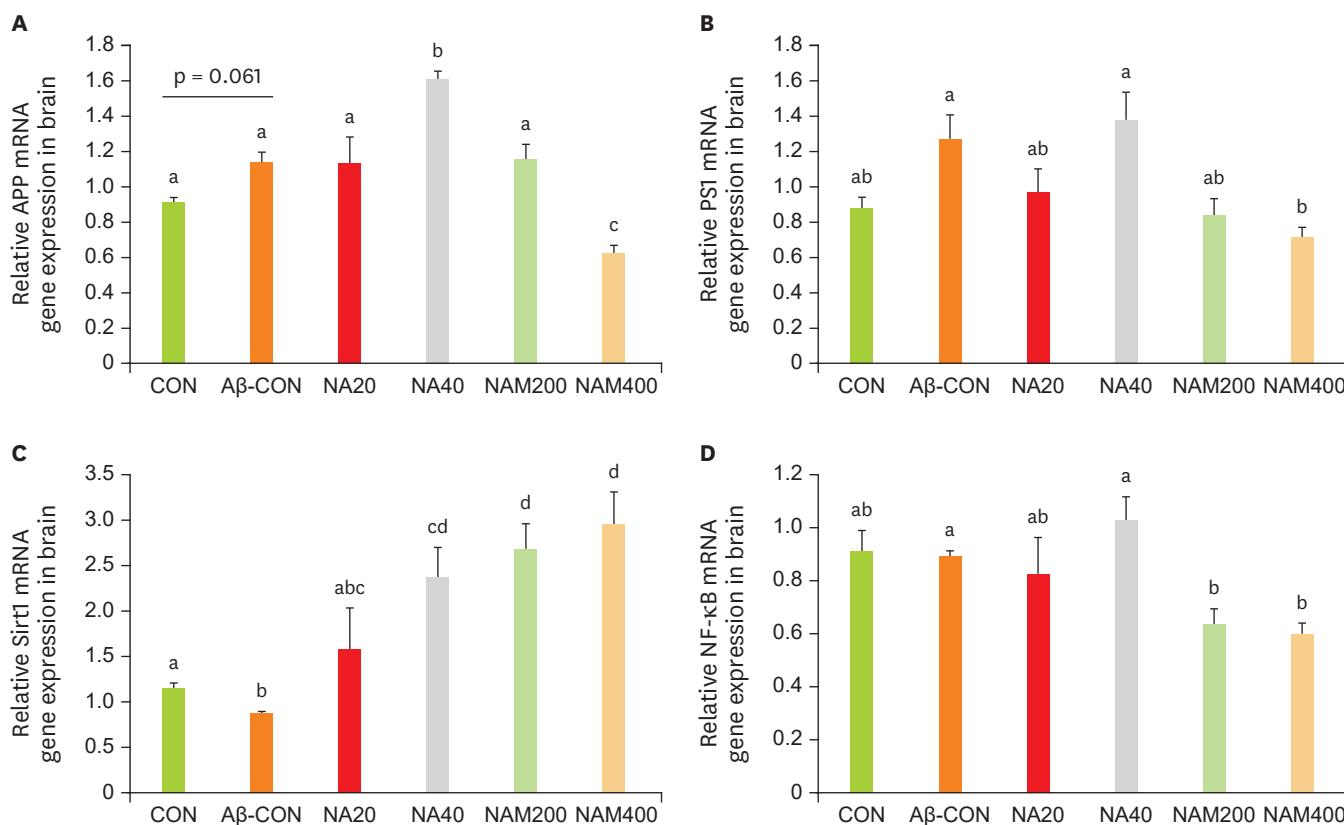 A
Relative APP mRNA
gene expression in brain
1.8
1.6
1.4
1.2
1.0
0.8
0.6
0.4
0.2
0
p = 0.061
a
a
a
b
a
c
CON
Aβ-CON
NA20
NA40
NAM200
NAM400
B
Relative PS1 mRNA
gene expression in brain
1.8
1.6
1.4
1.2
1.0
0.8
0.6
0.4
0.2
0
ab
a
ab
a
ab
b
CON
Aβ-CON
NA20
NA40
NAM200
NAM400
C
Relative Sirt1 mRNA
gene expression in brain
3.5
3.0
2.5
2.0
1.5
1.0
0.5
0
a
b
abc
cd
d
d
CON
Aβ-CON
NA20
NA40
NAM200
NAM400
D
Relative NF-κB mRNA
gene expression in brain
1.2
1.0
0.8
0.6
0.4
0.2
0
ab
a
ab
a
b
b
CON
Aβ-CON
NA20
NA40
NAM200
NAM400